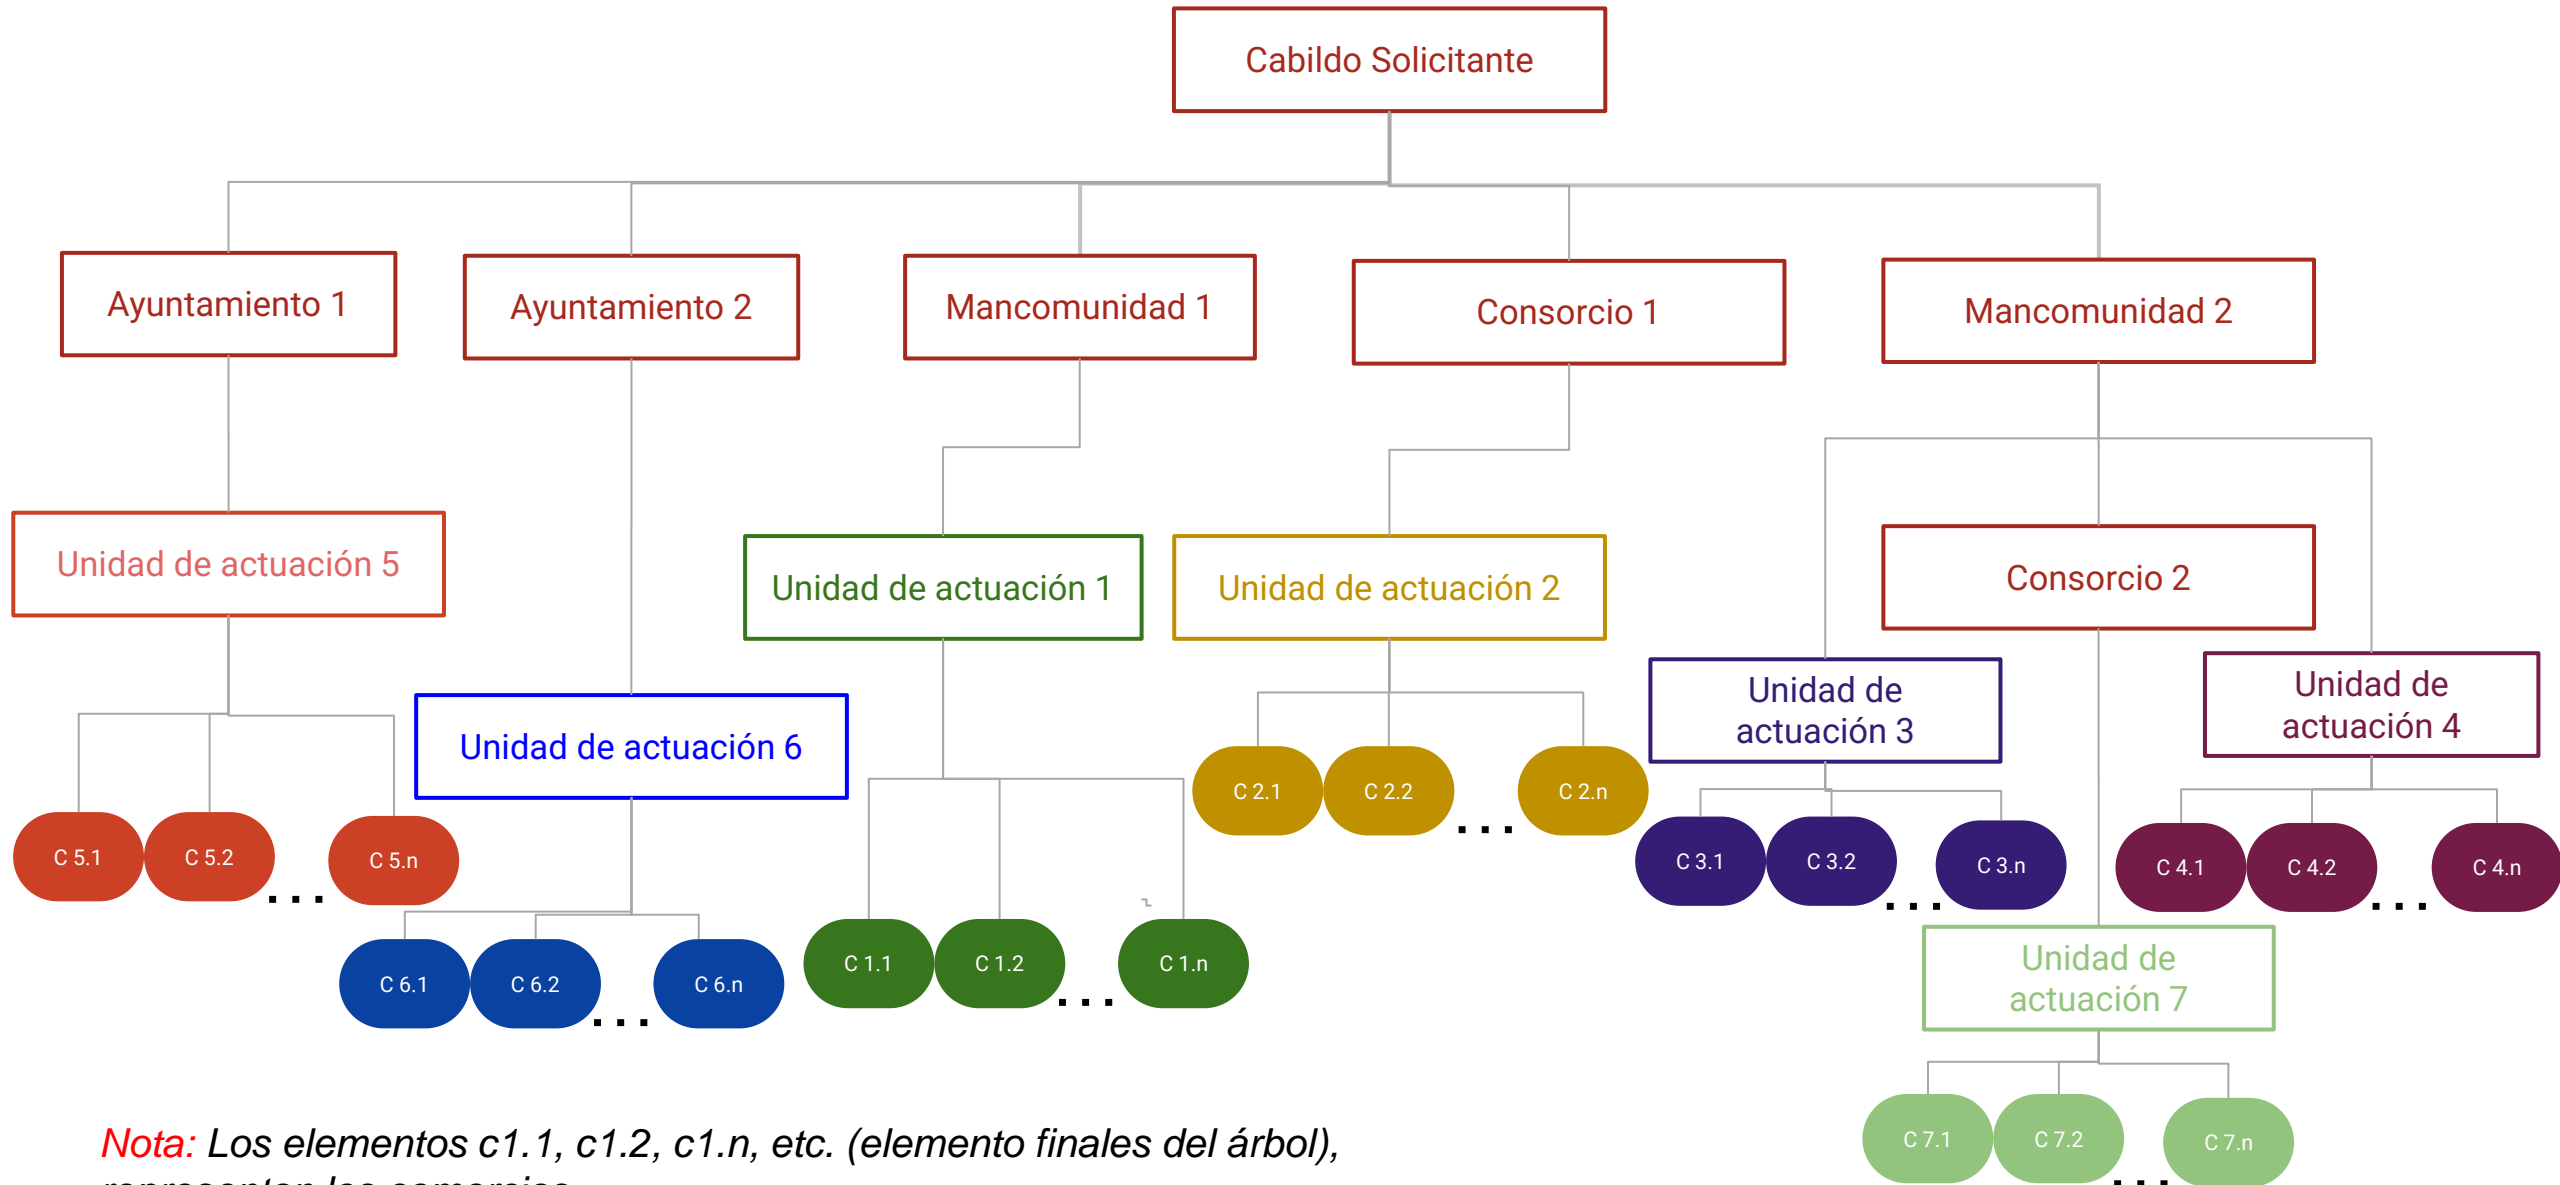 Cabildo Solicitante
Ayuntamiento 1
Ayuntamiento 2
Mancomunidad 1
Consorcio 1
Mancomunidad 2
Unidad de actuación 5
Unidad de actuación 6
Unidad de actuación 1
Unidad de actuación 2
Consorcio 2
Unidad de
actuación 3
Unidad de
actuación 4
C 5.1
C 5.2
...
C 5.n
C 6.1
C 6.2
...
C 6.n
C 1.1
C 1.2
...
C 1.n
C 2.1
C 2.2
...
C 2.n
C 3.1
C 3.2
...
C 3.n
C 4.1
C 4.2
...
C 4.n
Unidad de
actuación 7
C 7.1
C 7.2
...
C 7.n
Nota: Los elementos c1.1, c1.2, c1.n, etc. (elemento finales del árbol),
representan los comercios